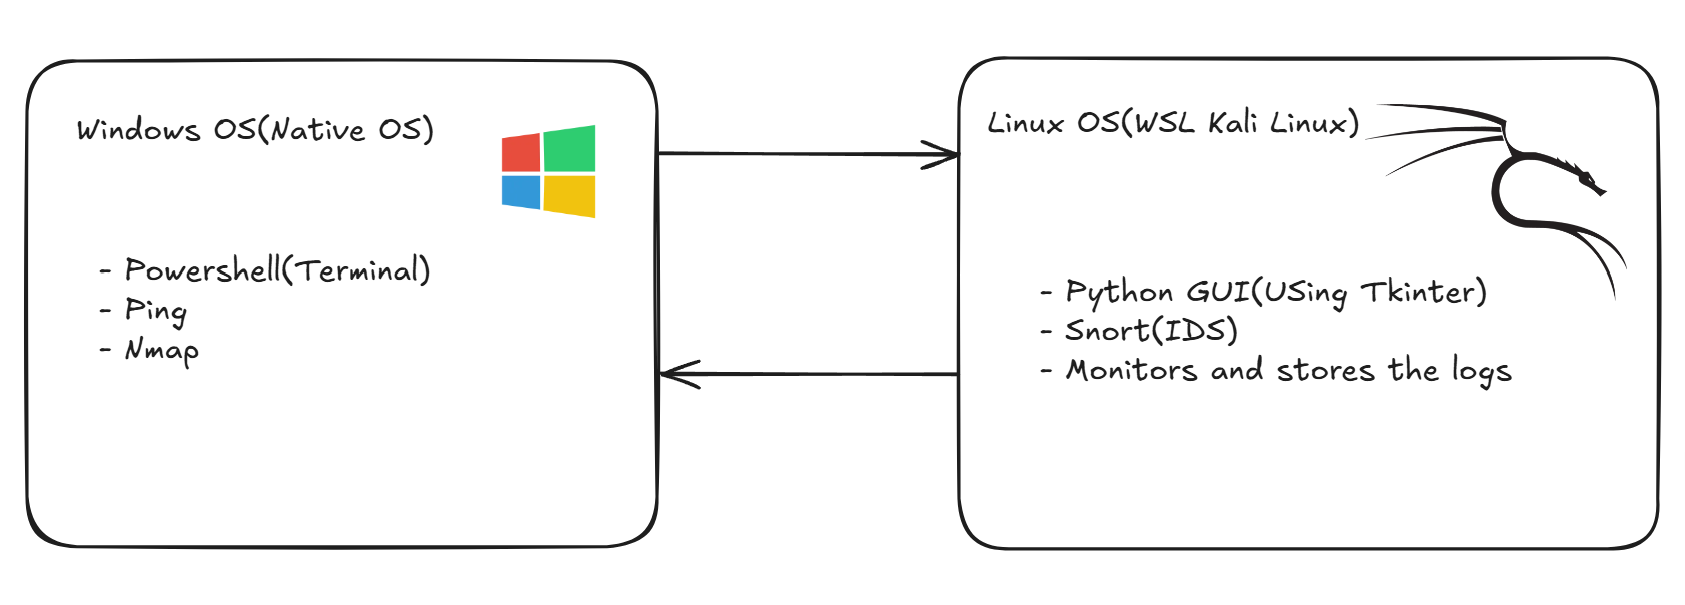 Windows OS(Native OS)
- Powershell(Terminal)
- Ping
- Nmap
Linux OS(WSL Kali Linux)
- Python GUI(USing Tkinter)
- Snort(IDS)
- Monitors and stores the logs